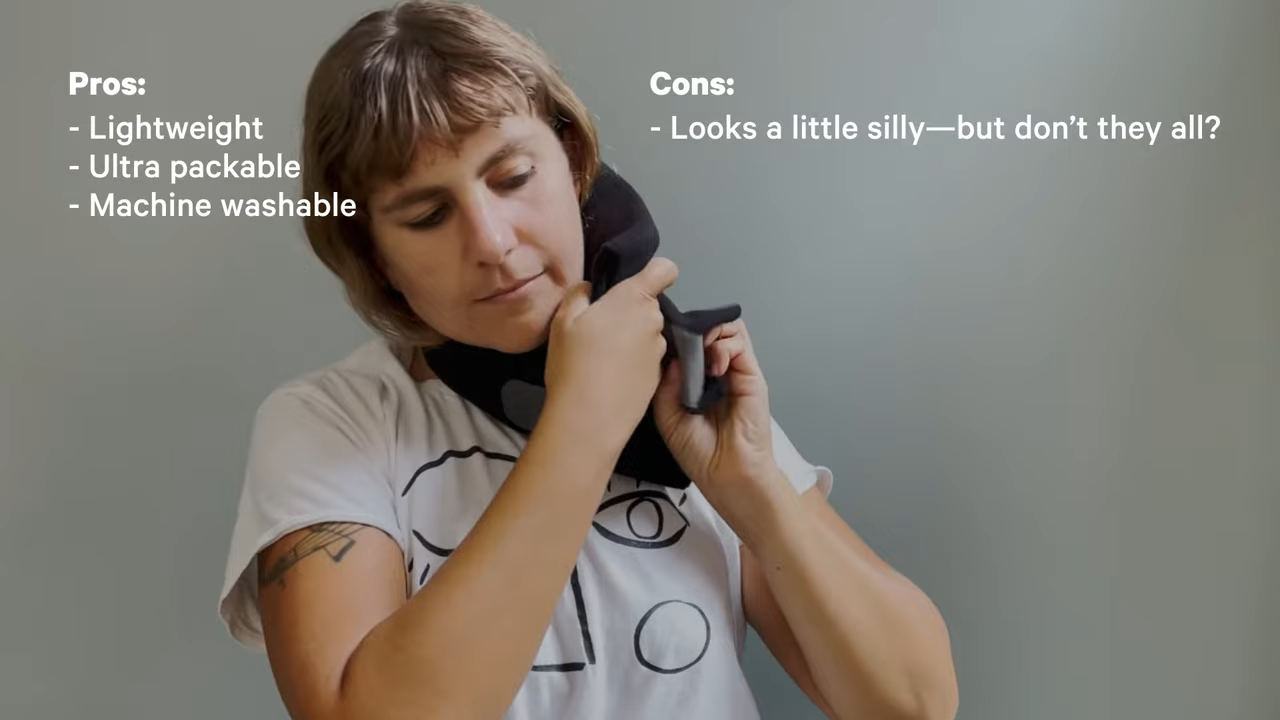 Pros:
- Lightweight
- Ultra packable
- Machine washable
Cons:
- Looks a little silly—but don’t they all?